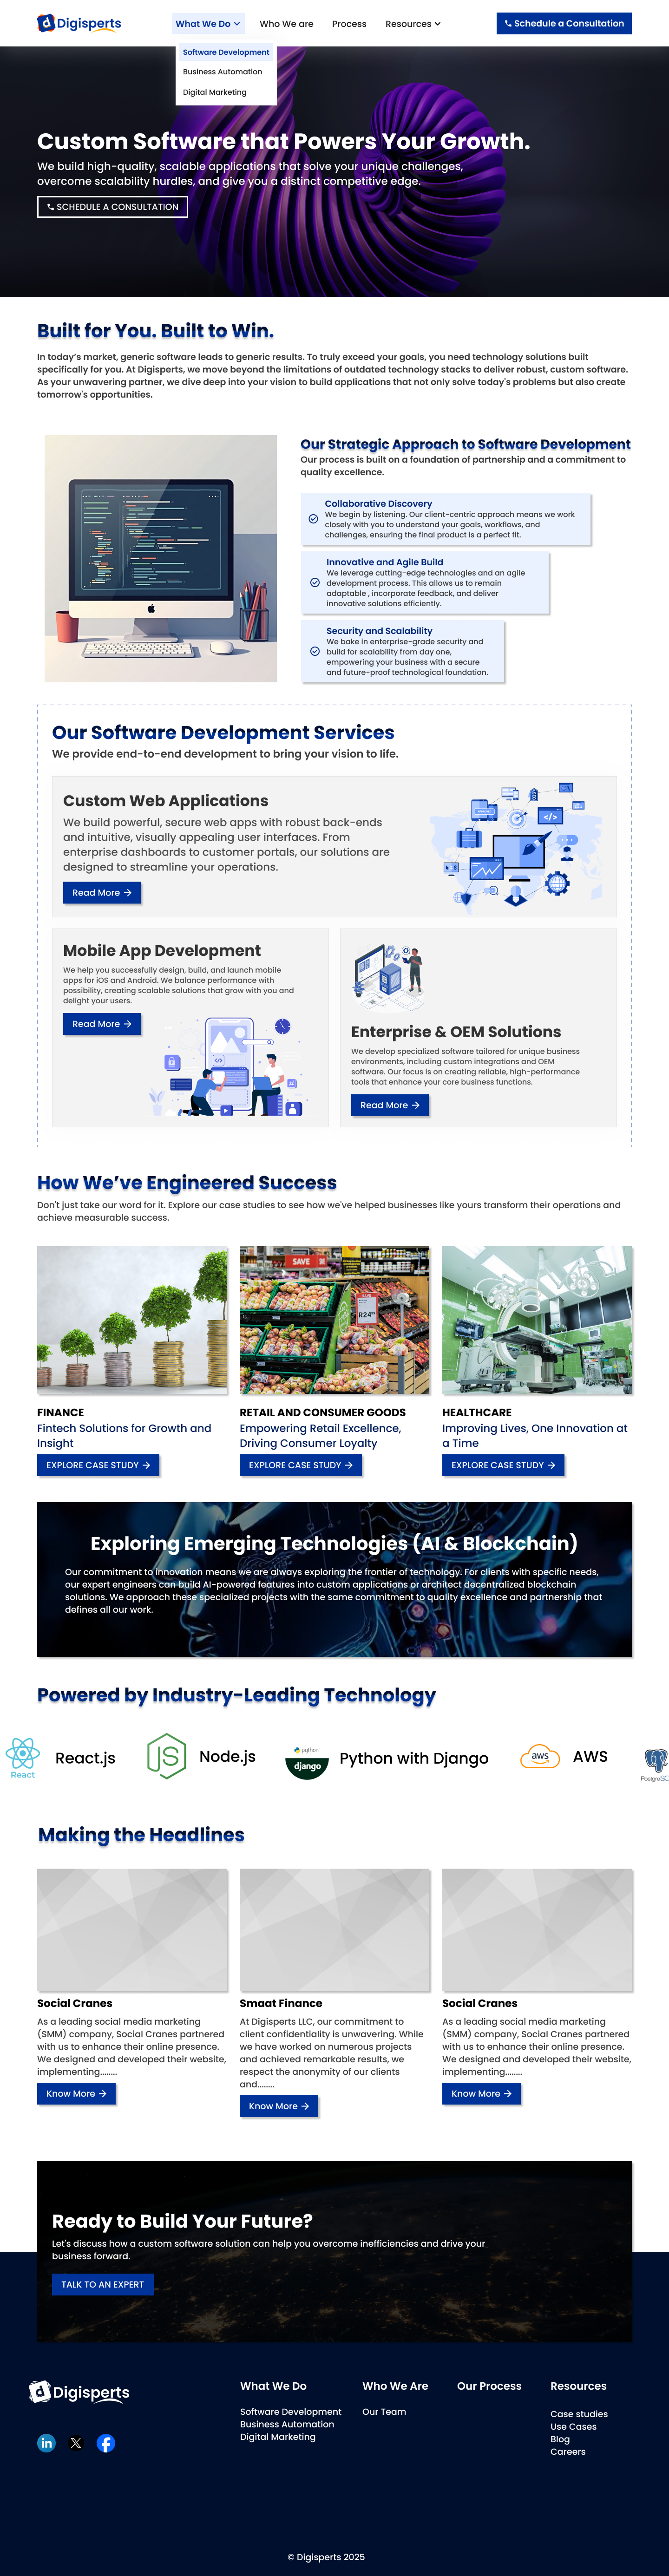 Digisperts
What We Do
Who We are
Process
Resources
Schedule a Consultation
Software Development
Business Automation
Digital Marketing
Custom Software that Powers Your Growth.
We build high-quality, scalable applications that solve your unique challenges,
overcome scalability hurdles, and give you a distinct competitive edge.
SCHEDULE A CONSULTATION
Built for You. Built to Win.
In today's market, generic software leads to generic results. To truly exceed your goals, you need technology solutions built
specifically for you. At Digisperts, we move beyond the limitations of outdated technology stacks to deliver robust, custom software.
As your unwavering partner, we dive deep into your vision to build applications that not only solve today's problems but also create
tomorrow's opportunities.
Our Strategic Approach to Software Development
Our process is built on a foundation of partnership and a commitment to
quality excellence.
Collaborative Discovery
We begin by listening. Our client-centric approach means we work
closely with you to understand your goals, workflows, and
challenges, ensuring the final product is a perfect fit.
Innovative and Agile Build
We leverage cutting-edge technologies and an agile
development process. This allows us to remain
adaptable , incorporate feedback, and deliver
innovative solutions efficiently.
Security and Scalability
We bake in enterprise-grade security and
build for scalability from day one,
empowering your business with a secure
and future-proof technological foundation.
Our Software Development Services
We provide end-to-end development to bring your vision to life.
Custom Web Applications
We build powerful, secure web apps with robust back-ends
and intuitive, visually appealing user interfaces. From
enterprise dashboards to customer portals, our solutions are
designed to streamline your operations.
Read More
Mobile App Development
We help you successfully design, build, and launch mobile
apps for iOS and Android. We balance performance with
possibility, creating scalable solutions that grow with you and
delight your users.
Read More
Enterprise & OEM Solutions
We develop specialized software tailored for unique business
environments, including custom integrations and OEM
software. Our focus is on creating reliable, high-performance
tools that enhance your core business functions.
Read More
How We've Engineered Success
Don't just take our word for it. Explore our case studies to see how we've helped businesses like yours transform their operations and
achieve measurable success.
SAVE
R24
FINANCE
Fintech Solutions for Growth and
Insight
EXPLORE CASE STUDY
RETAIL AND CONSUMER GOODS
Empowering Retail Excellence,
Driving Consumer Loyalty
EXPLORE CASE STUDY
HEALTHCARE
Improving Lives, One Innovation at
a Time
EXPLORE CASE STUDY
Exploring Emerging Technologies (AI & Blockchain)
Our commitment to innovation means we are always exploring the frontier of technology. For clients with specific needs,
our expert engineers can build AI-powered features into custom applications or architect decentralized blockchain
solutions. We approach these specialized projects with the same commitment to quality excellence and partnership that
defines all our work.
Powered by Industry-Leading Technology
React
React.js
Node.js
python
django
Python with Django
aws
AWS
PostgreSC
Making the Headlines
Social Cranes
As a leading social media marketing
(SMM) company, Social Cranes partnered
with us to enhance their online presence.
We designed and developed their website,
implementing........
Know More
Smaat Finance
At Digisperts LLC, our commitment to
client confidentiality is unwavering. While
we have worked on numerous projects
and achieved remarkable results, we
respect the anonymity of our clients
and........
Know More
Social Cranes
As a leading social media marketing
(SMM) company, Social Cranes partnered
with us to enhance their online presence.
We designed and developed their website,
implementing........
Know More
Ready to Build Your Future?
Let's discuss how a custom software solution can help you overcome inefficiencies and drive your
business forward.
TALK TO AN EXPERT
Digisperts
What We Do
Software Development
Business Automation
Digital Marketing
Who We Are
Our Team
Our Process
Resources
Case studies
Use Cases
Blog
Careers
© Digisperts 2025